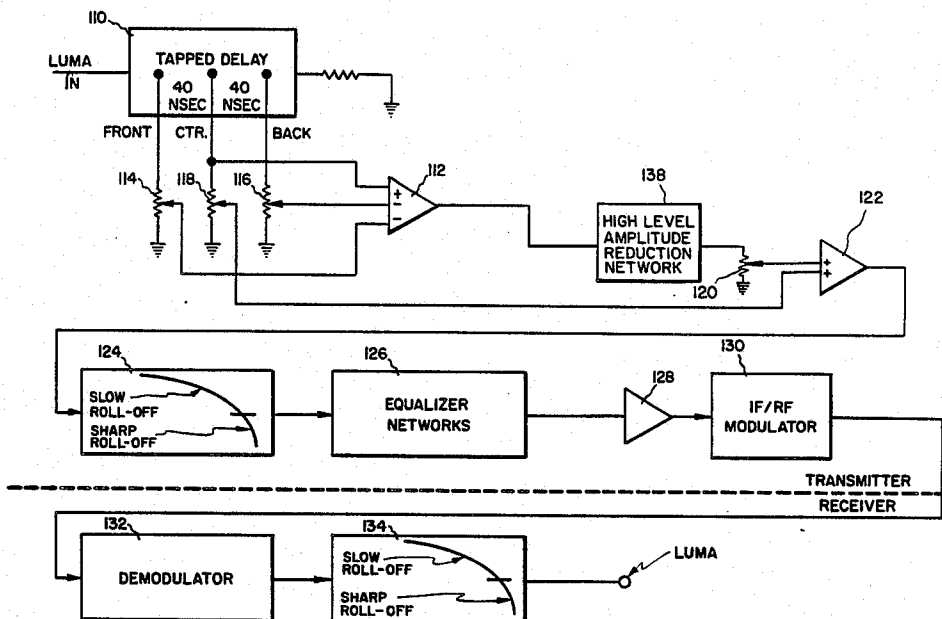 110
LUMA
IN
TAPPED DELAY
40
NSEC
40
NSEC
FRONT
CTR.
BACK
114
118
116
112
+
−
−
138
HIGH LEVEL
AMPLITUDE
REDUCTION
NETWORK
120
122
+
+
124
SLOW
ROLL-OFF
SHARP
ROLL-OFF
126
EQUALIZER
NETWORKS
128
130
IF/RF
MODULATOR
TRANSMITTER
RECEIVER
132
DEMODULATOR
134
SLOW
ROLL-OFF
SHARP
ROLL-OFF
LUMA